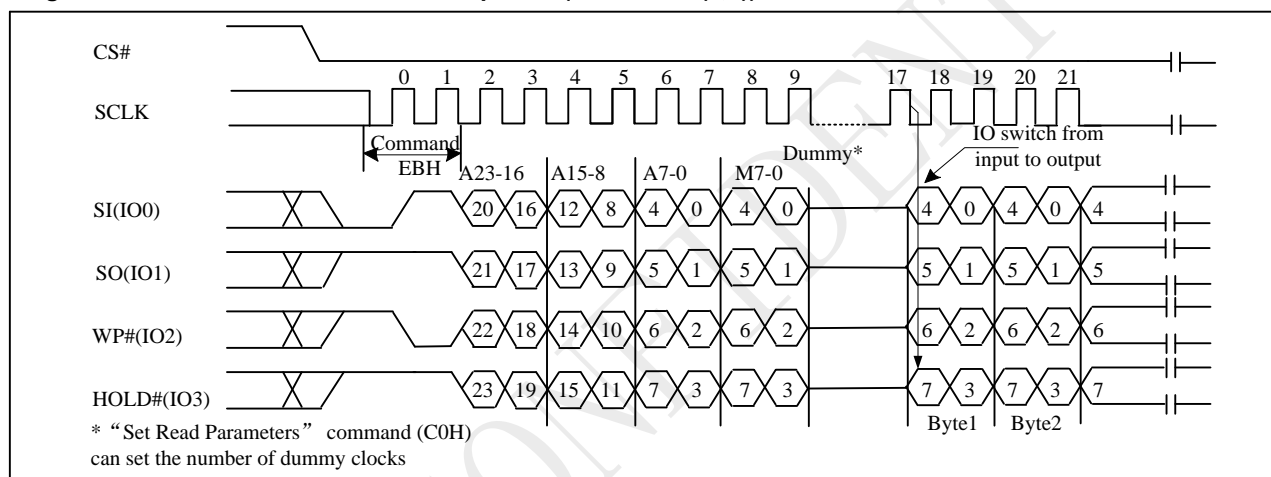 CS#
0 1 2 3 4 5 6 7 8 9 17 18 19 20 21
SCLK
Command
EBH
Dummy*
IO switch from
input to output
A23-16 A15-8 A7-0 M7-0
SI(IO0) 20 16 12 8 4 0 4 0 4 0 4 0 4
SO(IO1) 21 17 13 9 5 1 5 1 5 1 5 1 5
WP#(IO2) 22 18 14 10 6 2 6 2 6 2 6 2 6
HOLD#(IO3) 23 19 15 11 7 3 7 3 7 3 7 3 7
Byte1 Byte2
* “Set Read Parameters” command (C0H)
can set the number of dummy clocks